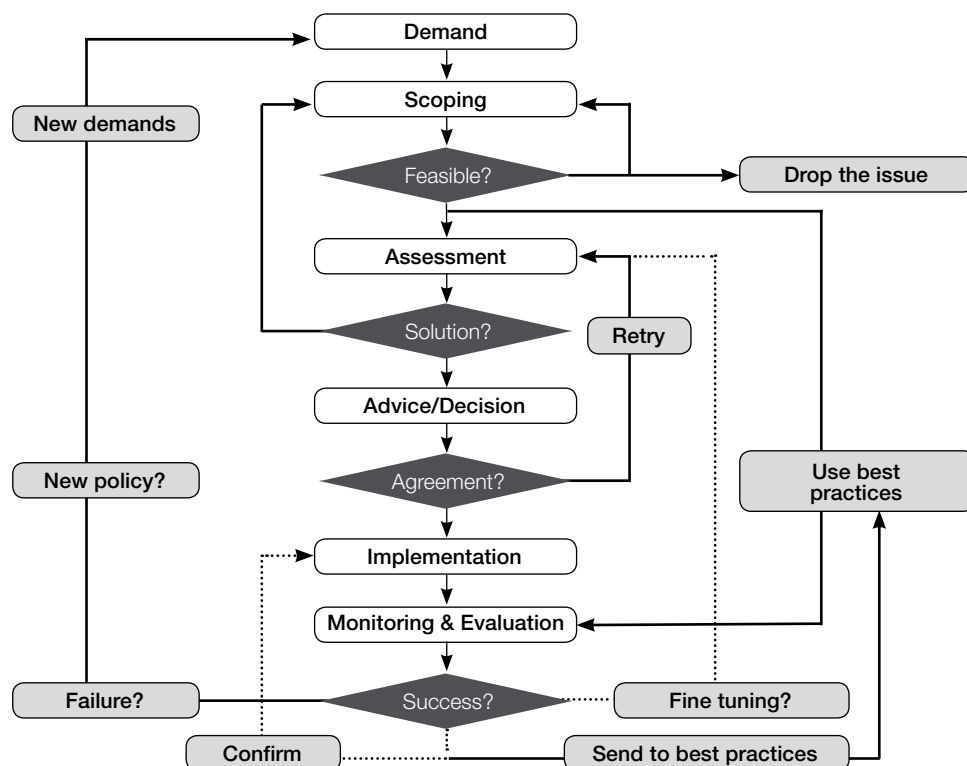 Demand
Scoping
New demands
Feasible?
Drop the issue
Assessment
Solution?
Retry
Advice/Decision
New policy?
Agreement?
Use best
practices
Implementation
Monitoring & Evaluation
Failure?
Success?
Fine tuning?
Confirm
Send to best practices